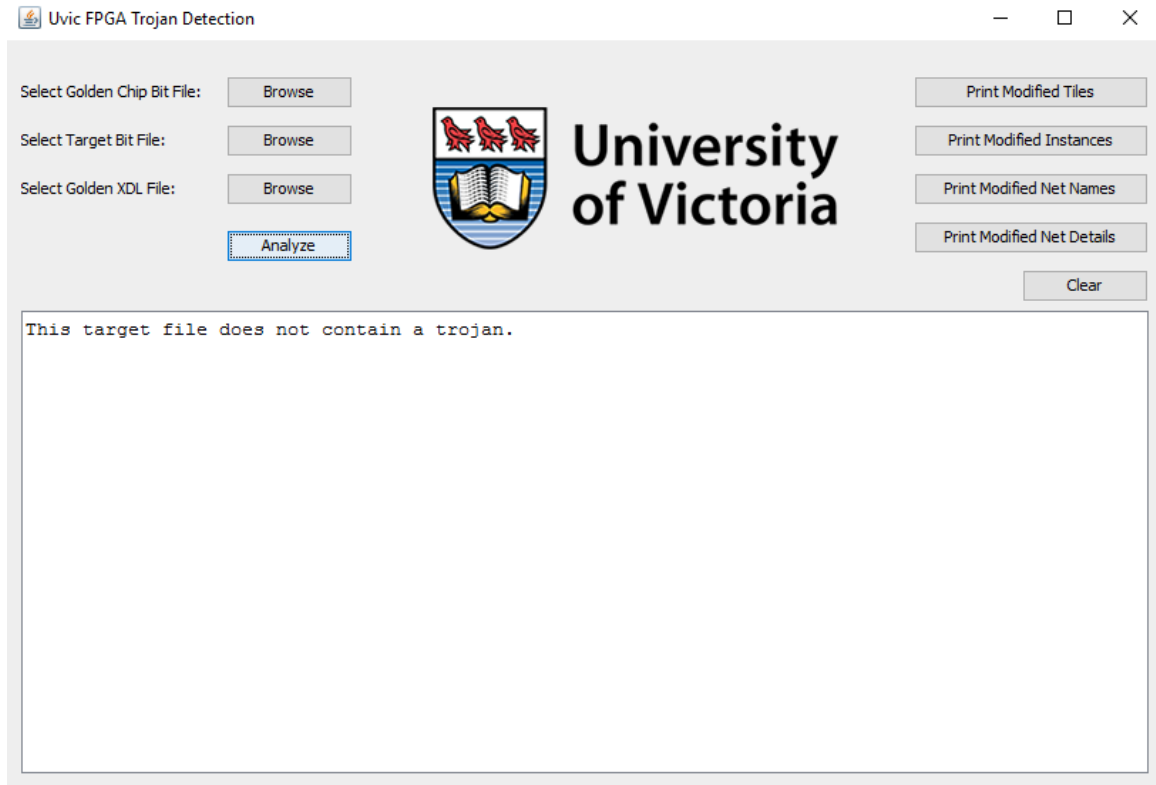 Uvic FPGA Trojan Detection
Select Golden Chip Bit File:
Browse
Select Target Bit File:
Browse
Select Golden XDL File:
Browse
Analyze
University
of Victoria
Print Modified Tiles
Print Modified Instances
Print Modified Net Names
Print Modified Net Details
Clear
This target file does not contain a trojan.